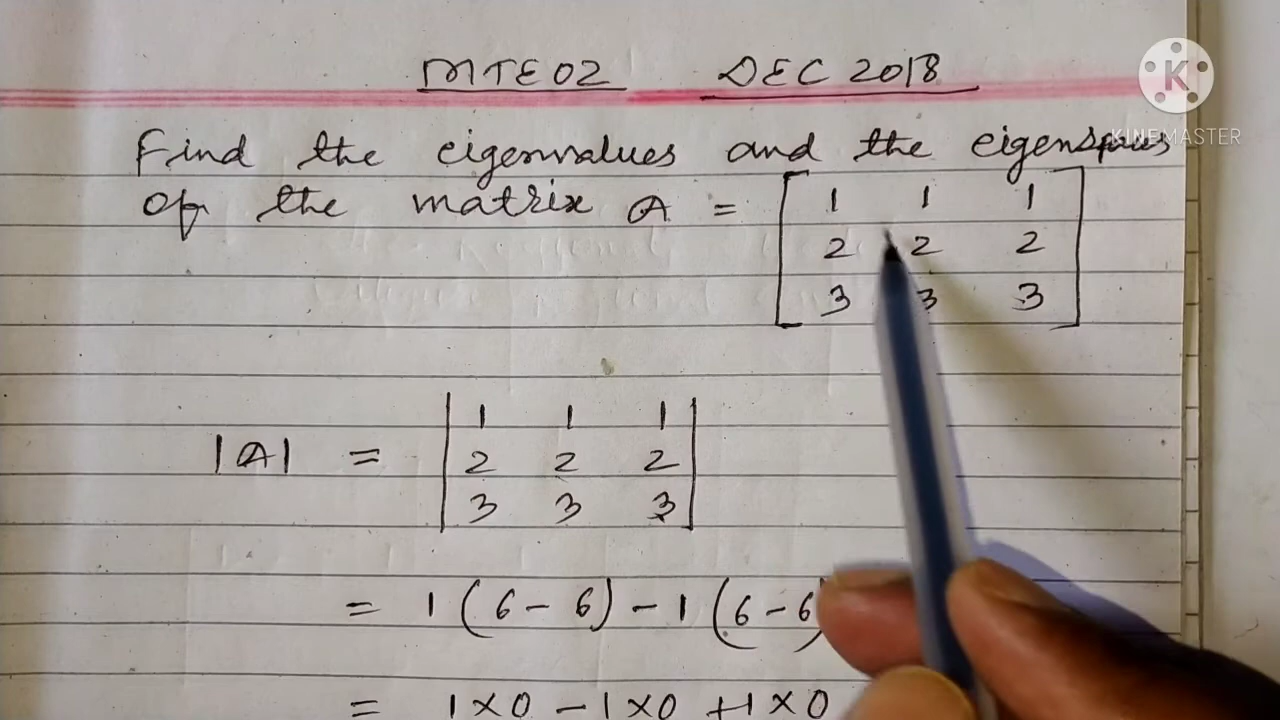 MTE02 DEC 2018
K
KINEMASTER
Find the eigenvalues and the eigenspaces
of the matrix A = [ 1 1 1
2 2 2
3 3 3 ]
|A| = | 1 1 1
2 2 2
3 3 3 |
= 1 (6 - 6) - 1 (6 - 6)
= 1 × 0 - 1 × 0 + 1 × 0